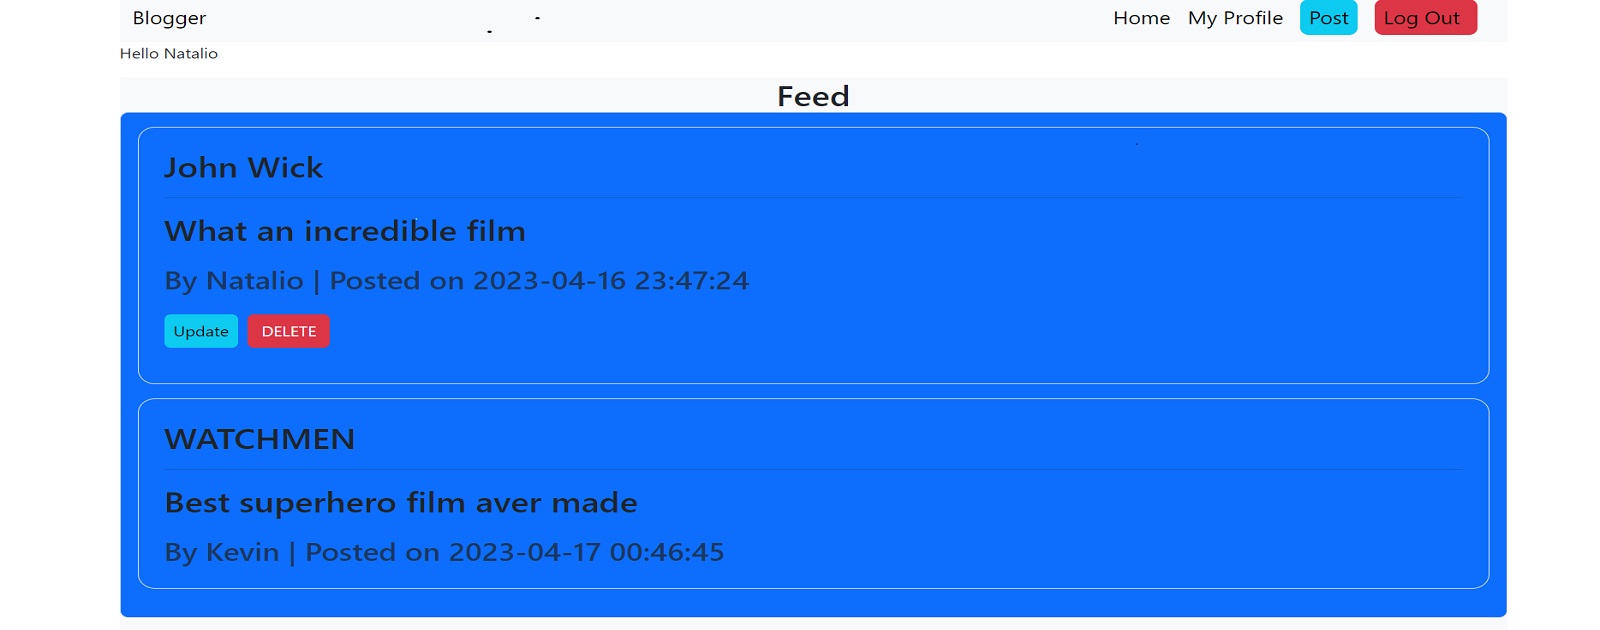 Blogger Home My Profile Post Log Out
Hello Natalio
Feed
John Wick
What an incredible film
By Natalio | Posted on 2023-04-16 23:47:24
Update DELETE
WATCHMEN
Best superhero film aver made
By Kevin | Posted on 2023-04-17 00:46:45